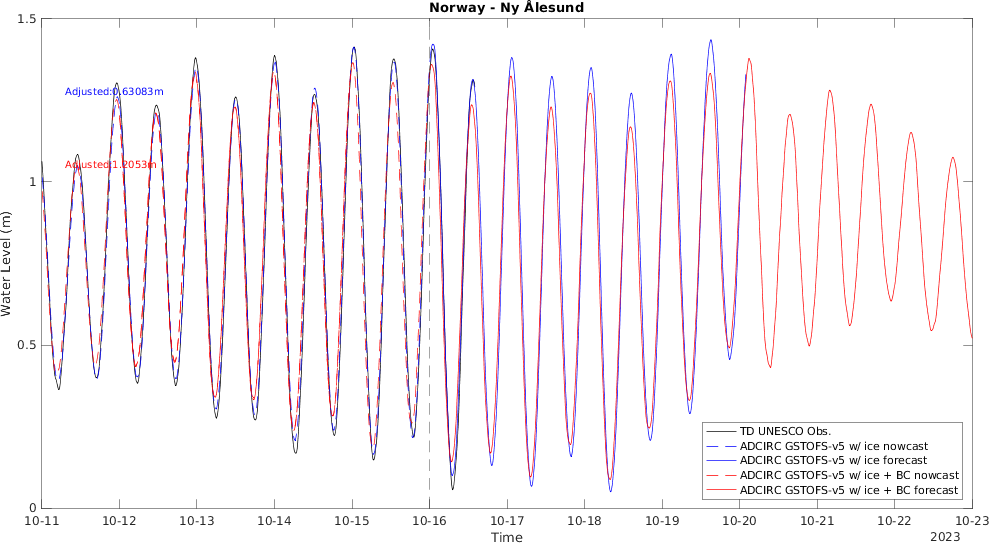 Norway - Ny Ålesund
1.5
1
0.5
0
Water Level (m)
Adjusted:0.63083m
Adjusted:1.2053m
TD UNESCO Obs.
ADCIRC GSTOFS-v5 w/ ice nowcast
ADCIRC GSTOFS-v5 w/ ice forecast
ADCIRC GSTOFS-v5 w/ ice + BC nowcast
ADCIRC GSTOFS-v5 w/ ice + BC forecast
10-11 10-12 10-13 10-14 10-15 10-16 10-17 10-18 10-19 10-20 10-21 10-22 10-23
Time
2023